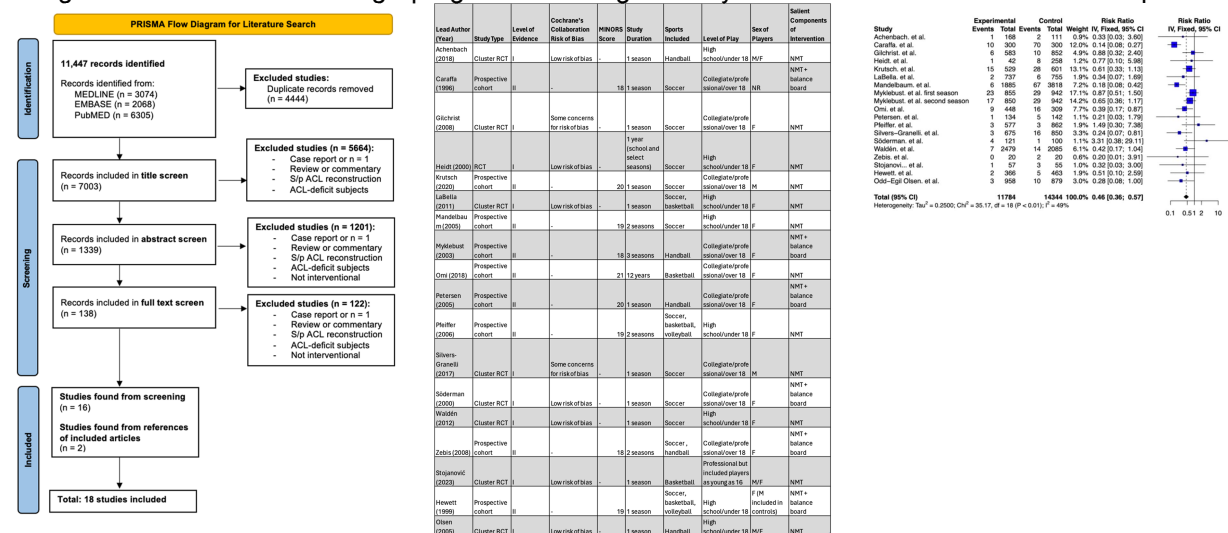 PRISMA Flow Diagram for Literature Search
Identification
11,447 records identified
Records identified from:
MEDLINE (n = 3074)
EMBASE (n = 2068)
PubMED (n = 6305)
Excluded studies:
Duplicate records removed
(n = 4444)
Screening
Records included in title screen
(n = 7003)
Excluded studies (n = 5664):
- Case report or n = 1
- Review or commentary
- S/p ACL reconstruction
- ACL-deficit subjects
Records included in abstract screen
(n = 1339)
Excluded studies (n = 1201):
- Case report or n = 1
- Review or commentary
- S/p ACL reconstruction
- ACL-deficit subjects
- Not interventional
Records included in full text screen
(n = 138)
Excluded studies (n = 122):
- Case report or n = 1
- Review or commentary
- S/p ACL reconstruction
- ACL-deficit subjects
- Not interventional
Included
Studies found from screening
(n = 16)
Studies found from references
of included articles
(n = 2)
Total: 18 studies included
Lead Author (Year) Study Type Level of Evidence Cochrane's Collaboration Risk of Bias MINORS Score Study Duration Sports Included Level of Play Sex of Players Salient Components of Intervention
Achenbach (2018) Cluster RCT I Low risk of bias - 1 season Handball High school/under 18 M/F NMT
Caraffa (1996) Prospective cohort II - 18 1 season Soccer Collegiate/professional/over 18 NR NMT + balance board
Gilchrist (2008) Cluster RCT I Some concerns for risk of bias - 1 season Soccer Collegiate/professional/over 18 F NMT
Heidt (2000) RCT I Low risk of bias - 1 year (school and select seasons) Soccer High school/under 18 F NMT
Krutsch (2020) Prospective cohort II - 20 1 season Soccer Collegiate/professional/over 18 M NMT
LaBella (2011) Cluster RCT I Low risk of bias - 1 season Soccer, basketball High school/under 18 F NMT
Mandelbaum (2005) Prospective cohort II - 19 2 seasons Soccer High school/under 18 F NMT
Myklebust (2003) Prospective cohort II - 18 3 seasons Handball Collegiate/professional/over 18 F NMT + balance board
Omi (2018) Prospective cohort II - 21 12 years Basketball Collegiate/professional/over 18 F NMT
Petersen (2005) Prospective cohort II - 20 1 season Handball Collegiate/professional/over 18 F NMT + balance board
Pfeiffer (2006) Prospective cohort II - 19 2 seasons Soccer, basketball, volleyball High school/under 18 F NMT
Silvers-Granelli (2017) Cluster RCT I Some concerns for risk of bias - 1 season Soccer Collegiate/professional/over 18 M NMT
Söderman (2000) Cluster RCT I Low risk of bias - 1 season Soccer Collegiate/professional/over 18 F NMT + balance board
Waldén (2012) Cluster RCT I Low risk of bias - 1 season Soccer High school/under 18 F NMT
Zebis (2008) Prospective cohort II - 18 2 seasons Soccer, handball Collegiate/professional/over 18 F NMT + balance board
Stojanović (2023) Cluster RCT I Low risk of bias - 1 season Basketball Professional but included players as young as 16 M/F NMT
Hewett (1999) Prospective cohort II - 19 1 season Soccer, basketball, volleyball High school/under 18 F (M included in controls) NMT + balance board
Olsen (2005) Cluster RCT I Low risk of bias - 1 season Handball High school/under 18 M/F NMT
Experimental Control Risk Ratio Risk Ratio
Events Total Events Total Weight IV, Fixed, 95% CI IV, Fixed, 95% CI
Achenbach. et al. 1 168 2 111 0.9% 0.33 [0.03; 3.60]
Caraffa. et al. 10 300 70 300 12.0% 0.14 [0.08; 0.27]
Gilchrist. et al. 6 583 10 852 4.9% 0.88 [0.32; 2.40]
Heidt. et al. 1 42 8 258 1.2% 0.77 [0.10; 5.98]
Krutsch. et al. 15 529 28 601 13.1% 0.61 [0.33; 1.13]
LaBella. et al. 2 737 6 755 1.9% 0.34 [0.07; 1.69]
Mandelbaum. et al. 6 1885 67 3818 7.1% 0.18 [0.08; 0.42]
Myklebust. et al. first season 23 855 29 942 17.1% 0.87 [0.51; 1.50]
Myklebust. et al. second season 17 850 29 942 14.2% 0.65 [0.36; 1.17]
Omi. et al. 9 448 16 309 7.7% 0.39 [0.17; 0.87]
Petersen. et al. 1 134 5 142 1.1% 0.21 [0.03; 1.79]
Pfeiffer. et al. 3 577 3 862 1.9% 1.49 [0.30; 7.38]
Silvers-Granelli. et al. 3 675 16 850 3.3% 0.24 [0.07; 0.81]
Söderman. et al. 4 121 1 100 1.1% 3.31 [0.38; 29.11]
Waldén. et al. 7 2479 14 2085 6.0% 0.42 [0.17; 1.04]
Zebis. et al. 0 20 2 20 0.6% 0.20 [0.01; 3.91]
Stojanovi... et al. 1 57 3 55 1.0% 0.32 [0.03; 3.00]
Hewett. et al. 2 366 5 463 1.9% 0.51 [0.10; 2.59]
Odd-Egil Olsen. et al. 3 958 10 879 3.0% 0.28 [0.08; 1.00]
Total (95% CI) 11784 14344 100.0% 0.46 [0.36; 0.57]
Heterogeneity: Tau² = 0.2500; Chi² = 35.17, df = 18 (P < 0.01); I² = 49%
0.1 0.5 1 2 10